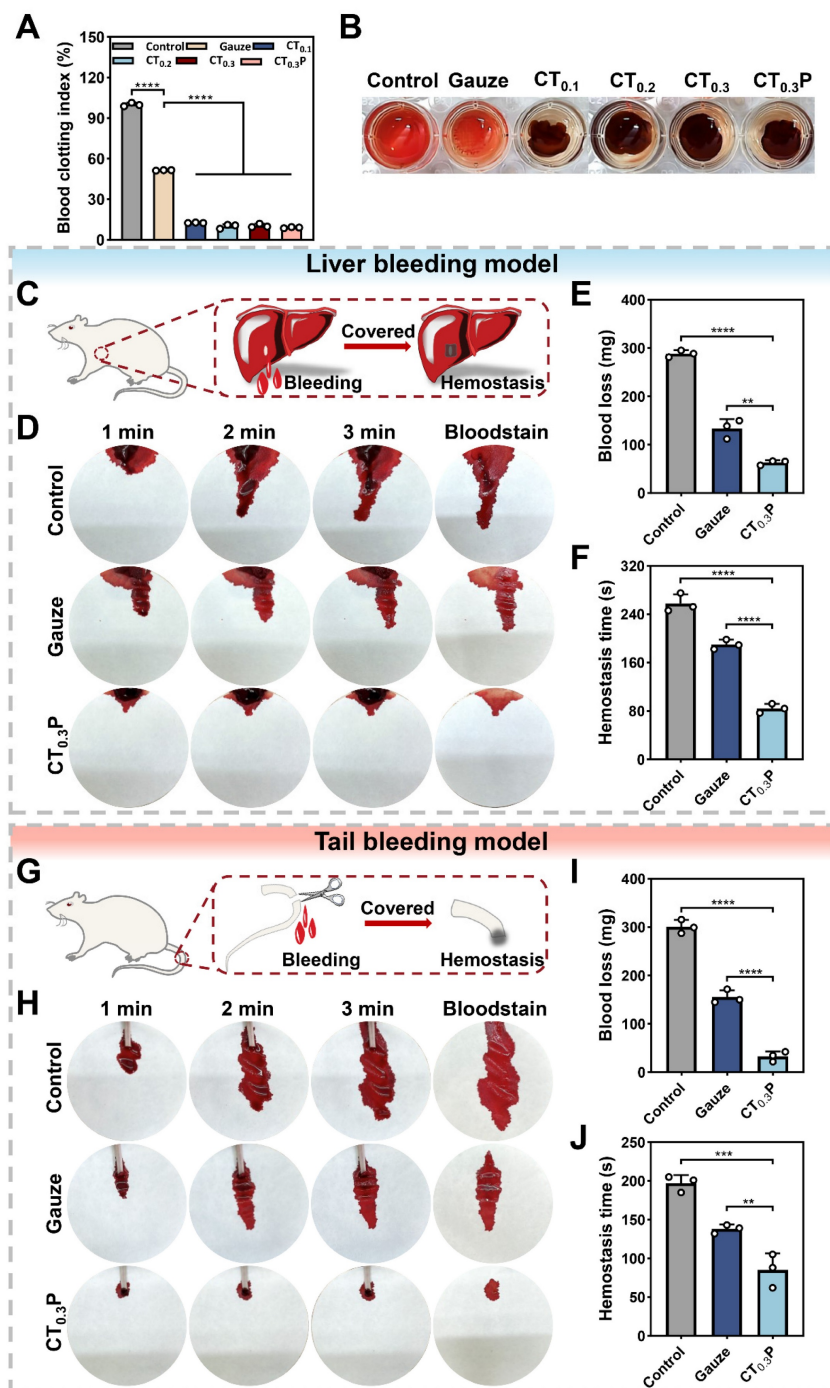 A
Blood clotting index (%)
150
100
90
60
30
0
Control
Gauze
CT₀.₁
CT₀.₂
CT₀.₃
CT₀.₃P
****
****
B
Control Gauze CT₀.₁ CT₀.₂ CT₀.₃ CT₀.₃P
Liver bleeding model
C
Covered
Bleeding
Hemostasis
D
1 min 2 min 3 min Bloodstain
Control
Gauze
CT₀.₃P
E
Blood loss (mg)
400
300
200
100
0
****
**
Control
Gauze
CT₀.₃P
F
Hemostasis time (s)
320
240
160
80
0
****
****
Control
Gauze
CT₀.₃P
Tail bleeding model
G
Covered
Bleeding
Hemostasis
H
1 min 2 min 3 min Bloodstain
Control
Gauze
CT₀.₃P
I
Blood loss (mg)
400
300
200
100
0
****
****
Control
Gauze
CT₀.₃P
J
Hemostasis time (s)
250
200
150
100
50
0
***
**
Control
Gauze
CT₀.₃P